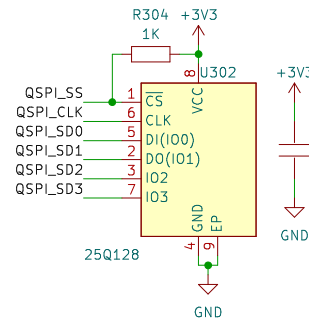 R304 +3V3
1K
U302
+3V3
8
VCC
QSPI_SS 1 CS
QSPI_CLK 6 CLK
QSPI_SD0 5 DI(IO0)
QSPI_SD1 2 DO(IO1)
QSPI_SD2 3 IO2
QSPI_SD3 7 IO3
GND EP
4 9
GND
25Q128
GND